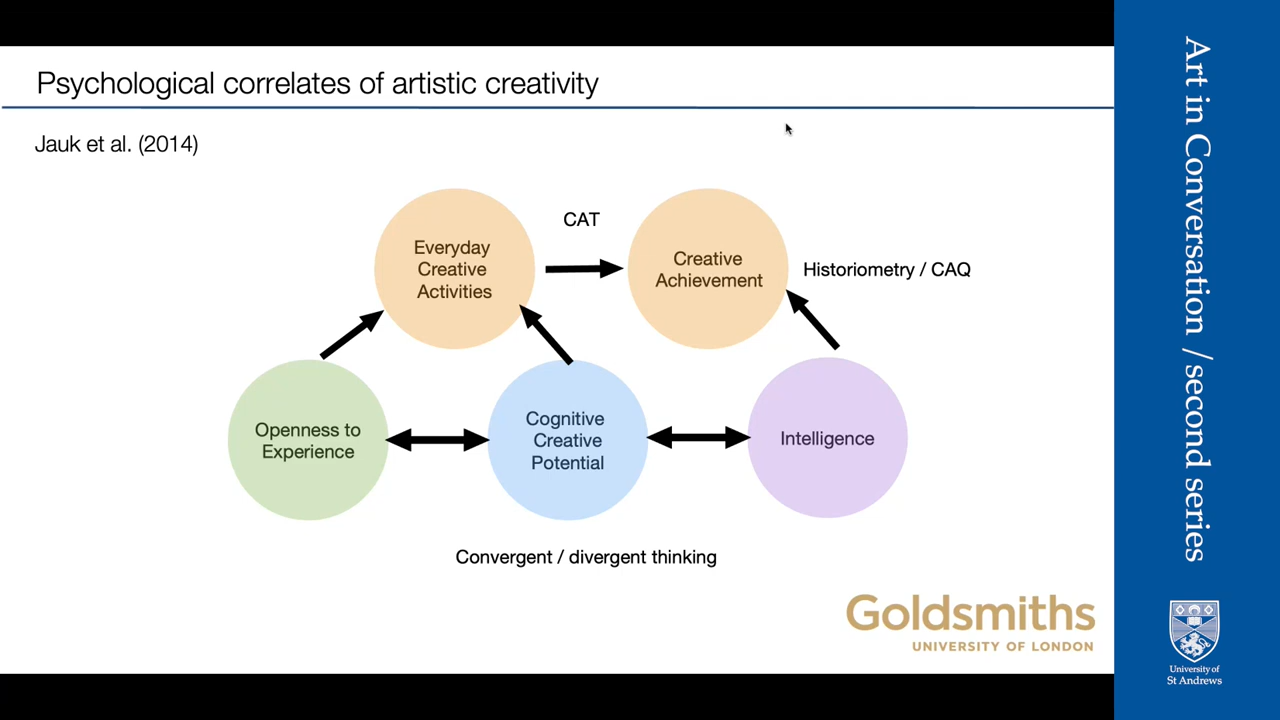 Psychological correlates of artistic creativity
Jauk et al. (2014)
Everyday
Creative
Activities
CAT
Creative
Achievement
Historiometry / CAQ
Openness to
Experience
Cognitive
Creative
Potential
Intelligence
Convergent / divergent thinking
Goldsmiths
UNIVERSITY OF LONDON
Art in Conversation / second series
University of
St Andrews